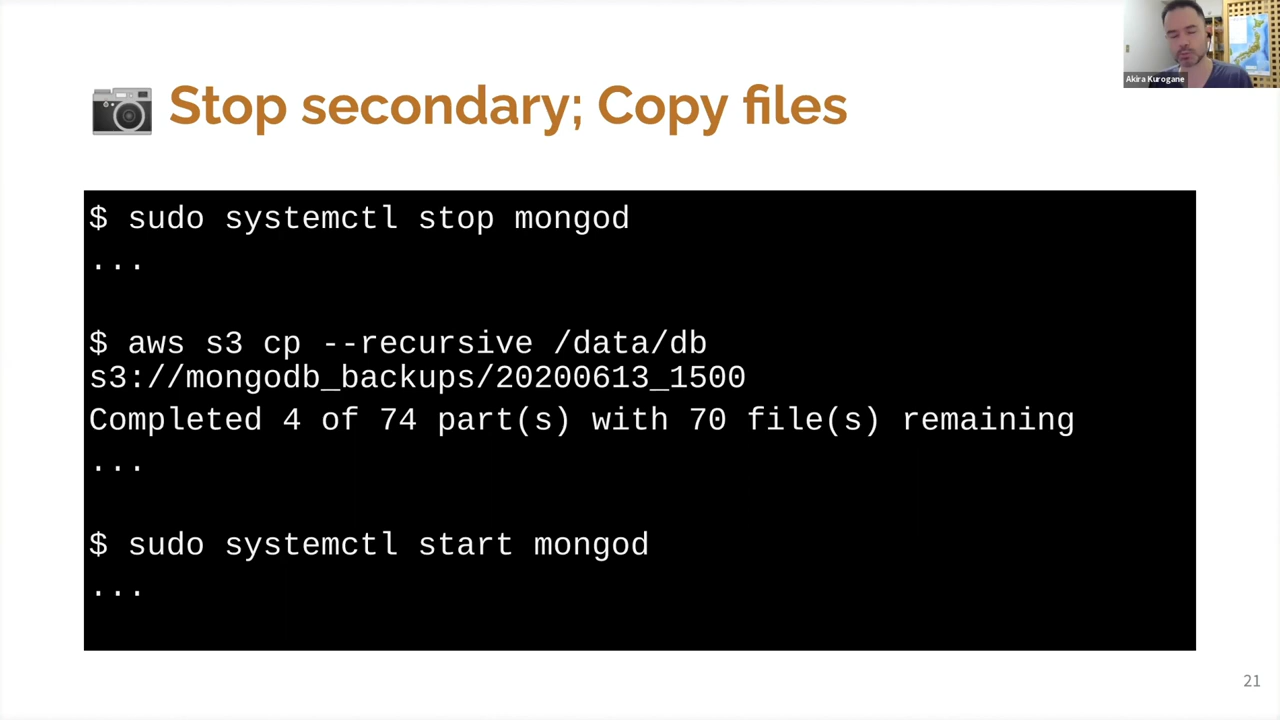 Akira Kurogane
Stop secondary; Copy files
$ sudo systemctl stop mongod
...
$ aws s3 cp --recursive /data/db
s3://mongodb_backups/20200613_1500
Completed 4 of 74 part(s) with 70 file(s) remaining
...
$ sudo systemctl start mongod
...
21